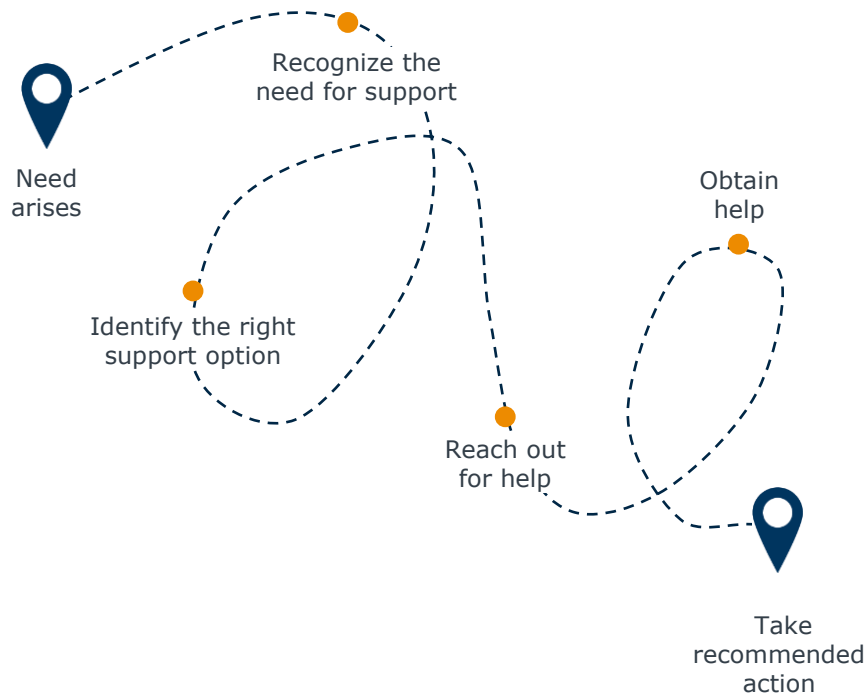 Recognize the
need for support
Need
arises
Identify the right
support option
Reach out
for help
Obtain
help
Take
recommended
action